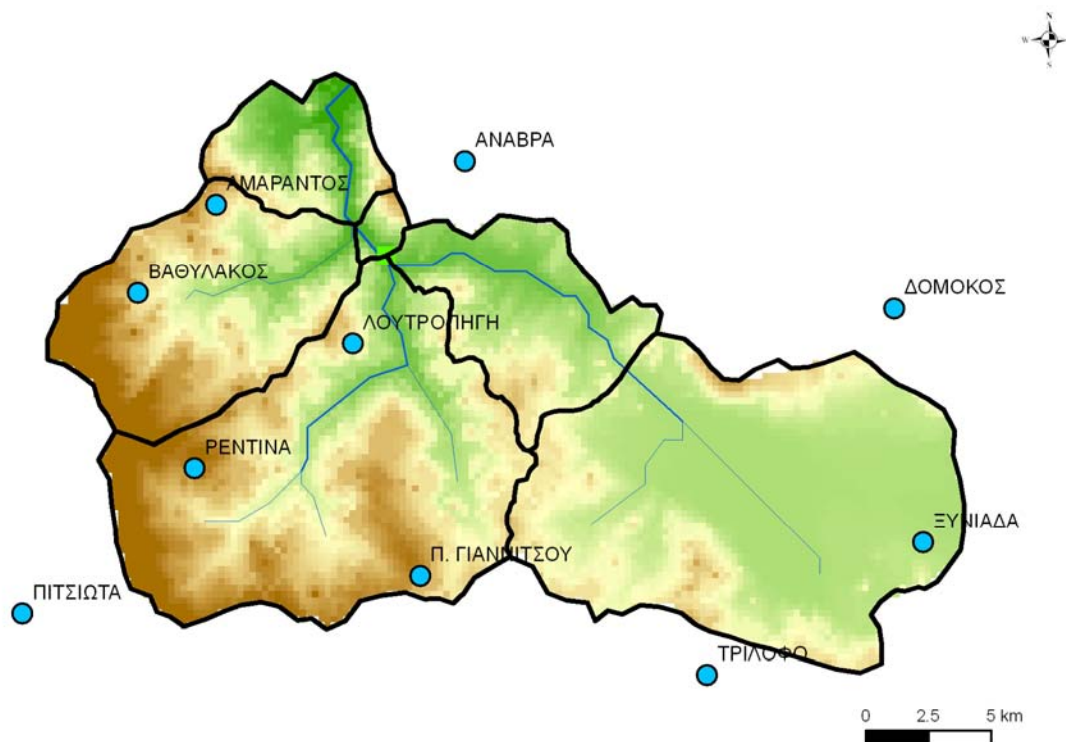 N
W
S
ΑΝΑΒΡΑ
ΑΜΑΡΑΝΤΟΣ
ΒΑΘΥΛΑΚΟΣ
ΔΟΜΟΚΟΣ
ΛΟΥΤΡΟΠΗΓΗ
ΡΕΝΤΙΝΑ
ΞΥΝΙΑΔΑ
Π. ΓΙΑΝΝΙΤΣΟΥ
ΠΙΤΣΙΩΤΑ
ΤΡΙΛΟΦΟ
0 2.5 5 km